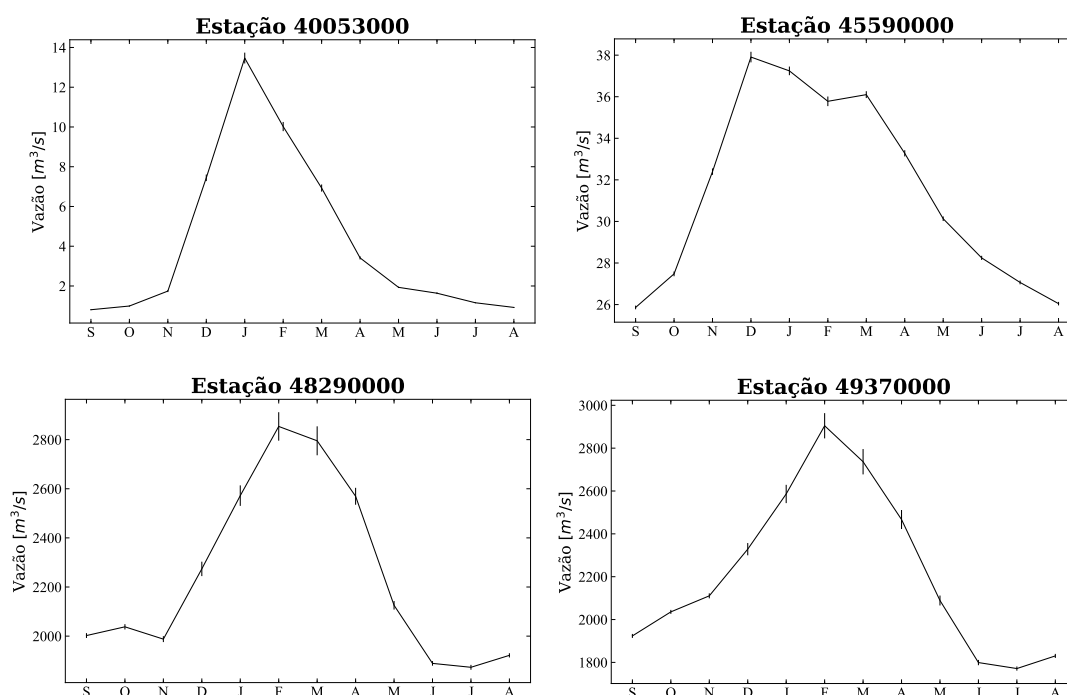 Estação 40053000
14
10
8
6
4
2
Vazão [m³/s]
S O N D J F M A M J J A
Estação 45590000
38
36
34
32
30
28
26
Vazão [m³/s]
S O N D J F M A M J J A
Estação 48290000
2800
2600
2400
2200
2000
Vazão [m³/s]
S O N D J F M A M J J A
Estação 49370000
3000
2800
2600
2400
2200
2000
1800
Vazão [m³/s]
S O N D J F M A M J J A